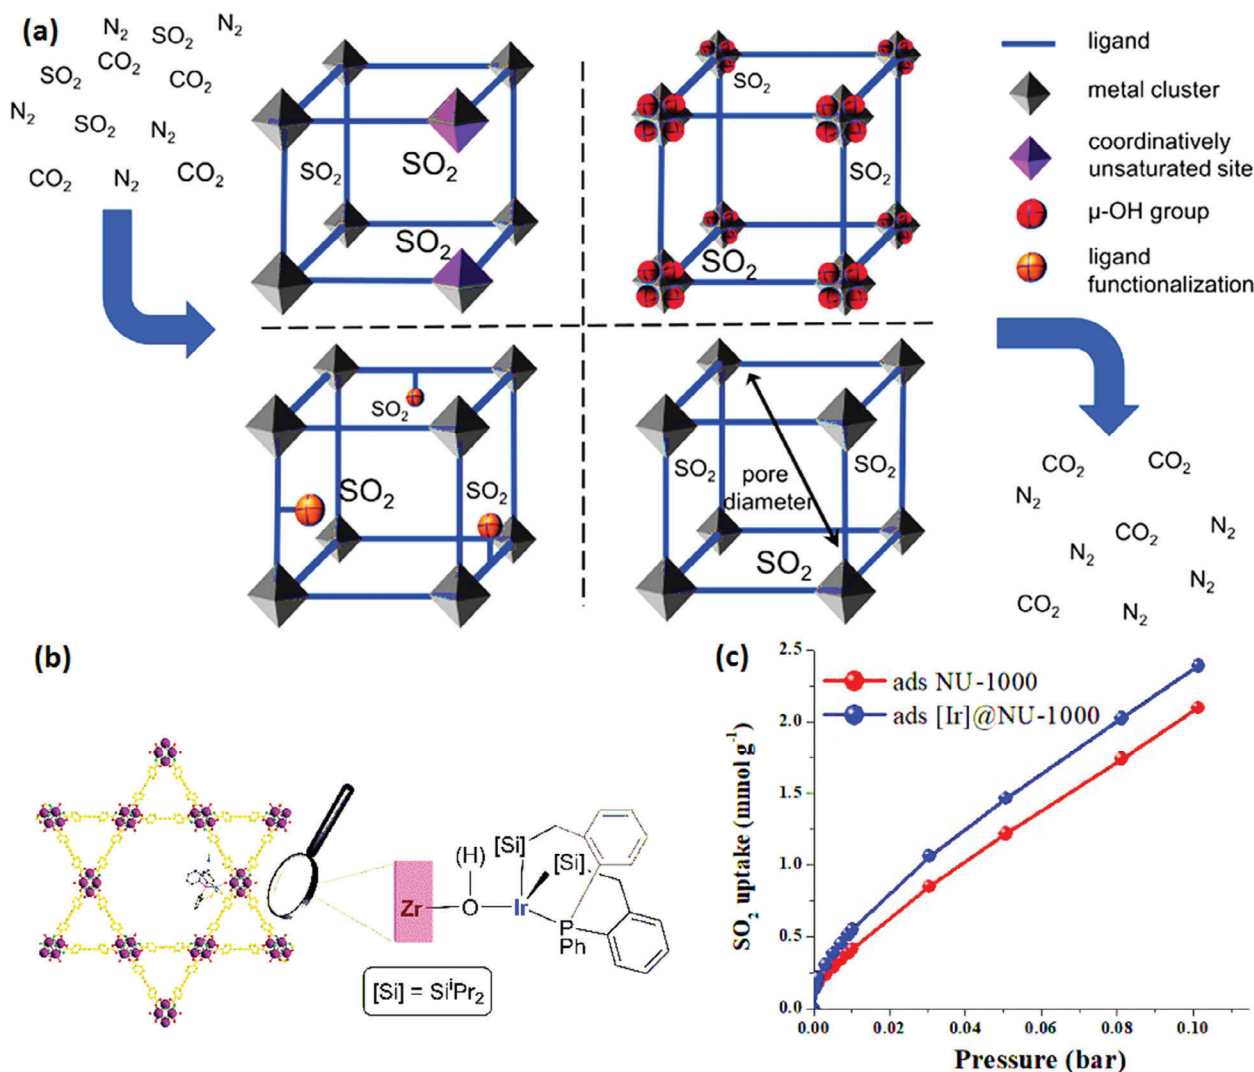 (a)
N₂
SO₂
N₂
SO₂
CO₂
CO₂
N₂
SO₂
N₂
CO₂
N₂
CO₂
SO₂
SO₂
SO₂
SO₂
SO₂
SO₂
ligand
metal cluster
coordinatively
unsaturated site
μ-OH group
ligand
functionalization
SO₂
SO₂
SO₂
SO₂
SO₂
pore
diameter
SO₂
CO₂
CO₂
N₂
CO₂
N₂
N₂
N₂
CO₂
N₂
(b)
(H)
[Si]
[Si]
Zr
O
Ir
P
Ph
[Si] = SiⁱPr₂
(c)
2.5
2.0
1.5
1.0
0.5
0.0
ads NU-1000
ads [Ir]@NU-1000
SO₂ uptake (mmol g⁻¹)
0.00 0.02 0.04 0.06 0.08 0.10
Pressure (bar)